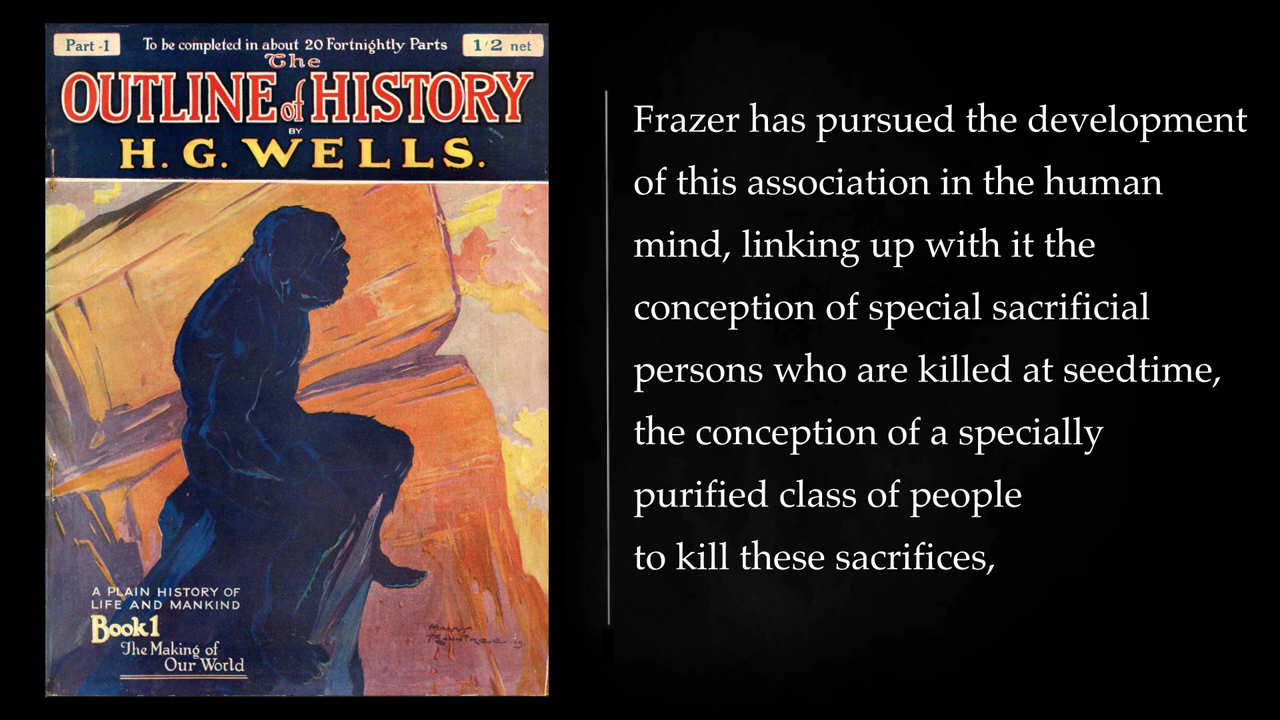 Part -1
To be completed in about 20 Fortnightly Parts
1/2 net
The
OUTLINE of HISTORY
BY
H. G. WELLS.
A PLAIN HISTORY OF
LIFE AND MANKIND
Book 1
The Making of
Our World
Frazer has pursued the development
of this association in the human
mind, linking up with it the
conception of special sacrificial
persons who are killed at seedtime,
the conception of a specially
purified class of people
to kill these sacrifices,